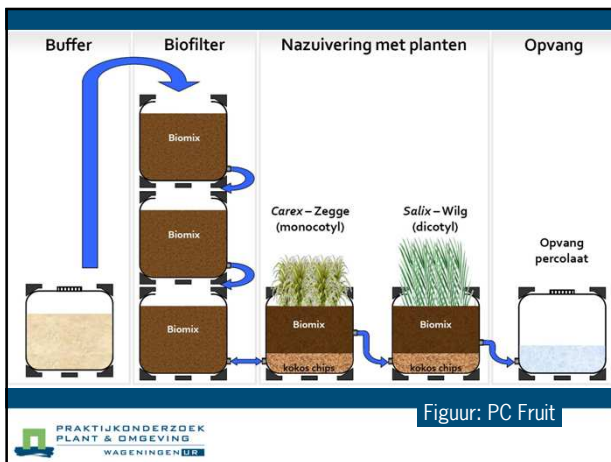 Buffer
Biofilter
Nazuivering met planten
Opvang
Biomix
Biomix
Biomix
Carex – Zegge
(monocotyl)
Salix – Wilg
(dicotyl)
Opvang
percolaat
Biomix
kokos chips
Biomix
kokos chips
Figuur: PC Fruit
PRAKTIJKONDERZOEK
PLANT & OMGEVING
WAGENINGEN UR